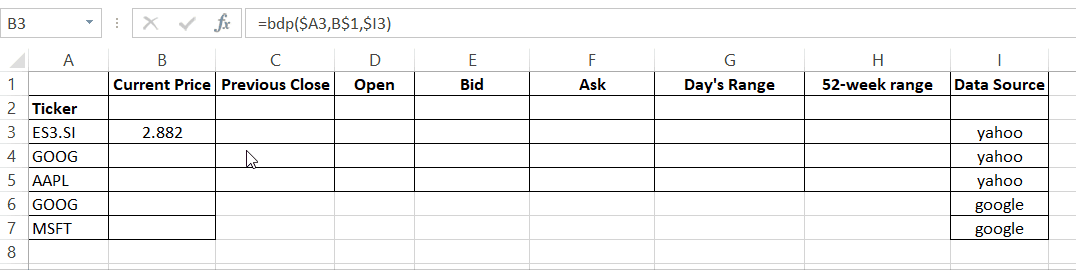 B3 fx =bdp($A3,B$1,$I3)
A B C D E F G H I
1 Current Price Previous Close Open Bid Ask Day's Range 52-week range Data Source
2 Ticker
3 ES3.SI 2.882 yahoo
4 GOOG yahoo
5 AAPL yahoo
6 GOOG google
7 MSFT google
8